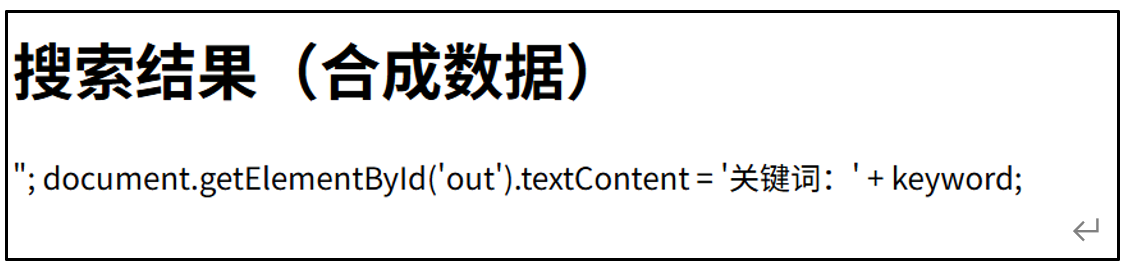 搜索结果（合成数据）
"; document.getElementById('out').textContent = '关键词：' + keyword;